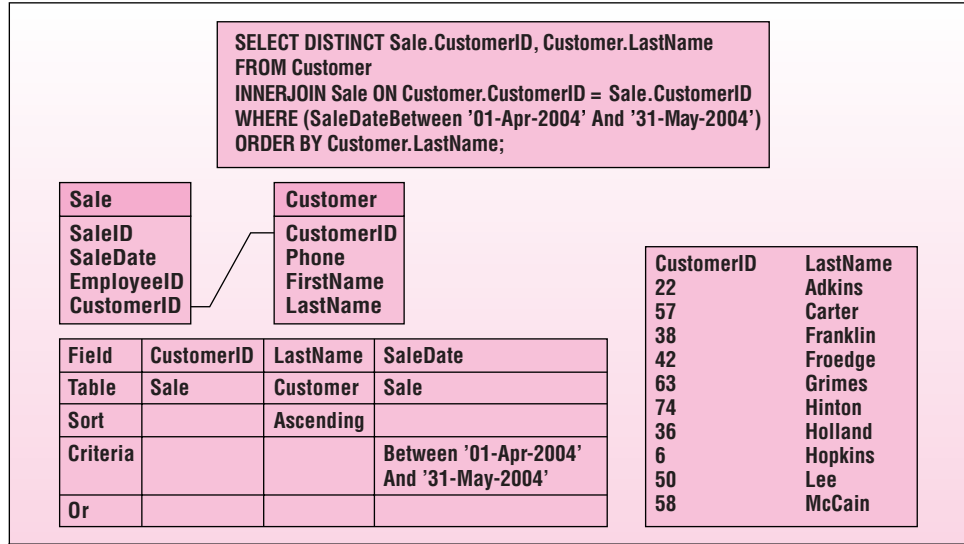 SELECT DISTINCT Sale.CustomerID, Customer.LastName
FROM Customer
INNERJOIN Sale ON Customer.CustomerID = Sale.CustomerID
WHERE (SaleDateBetween '01-Apr-2004' And '31-May-2004')
ORDER BY Customer.LastName;
Sale
SaleID
SaleDate
EmployeeID
CustomerID
Customer
CustomerID
Phone
FirstName
LastName
Field CustomerID LastName SaleDate
Table Sale Customer Sale
Sort Ascending
Criteria Between '01-Apr-2004'
And '31-May-2004'
Or
CustomerID LastName
22 Adkins
57 Carter
38 Franklin
42 Froedge
63 Grimes
74 Hinton
36 Holland
6 Hopkins
50 Lee
58 McCain